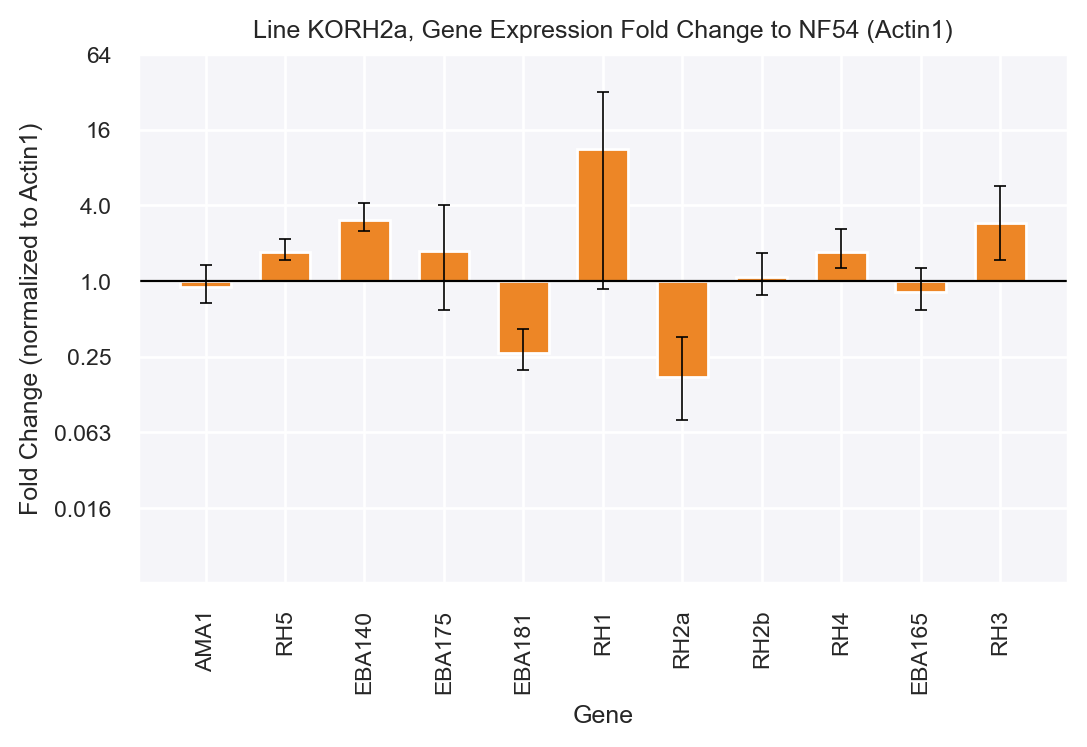 Line KORH2a, Gene Expression Fold Change to NF54 (Actin1)
Fold Change (normalized to Actin1)
64
16
4.0
1.0
0.25
0.063
0.016
AMA1
RH5
EBA140
EBA175
EBA181
RH1
RH2a
RH2b
RH4
EBA165
RH3
Gene